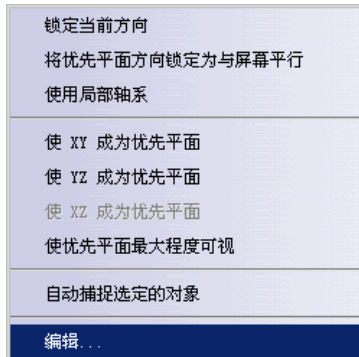 锁定当前方向
将优先平面方向锁定为与屏幕平行
使用局部轴系
使 XY 成为优先平面
使 YZ 成为优先平面
使 XZ 成为优先平面
使优先平面最大程度可视
自动捕捉选定的对象
编辑...